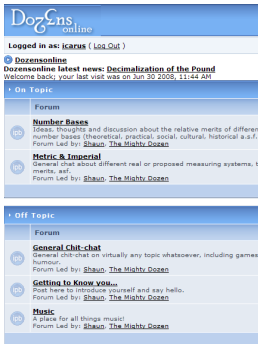 DoZens
online
Logged in as: icarus ( Log Out )
Dozensonline
Dozensonline latest news: Decimalization of the Pound
Welcome back; your last visit was on Jun 30 2008, 11:44 AM
On Topic
Forum
Number Bases
Ideas, thoughts and discussion about the relative merits of differen
number bases (theoretical, practical, social, cultural, historical a.s.f.
Forum Led by: Shaun, The Mighty Dozen
Metric & Imperial
General chat about different real or proposed measuring systems, t
merits, asf.
Forum Led by: Shaun, The Mighty Dozen
Off Topic
Forum
General Chit-chat
General chit-chat on virtually any topic whatsoever, including games
humour.
Forum Led by: Shaun, The Mighty Dozen
Getting to Know you...
Post here to introduce yourself and say hello.
Forum Led by: Shaun, The Mighty Dozen
Music
A place for all things music!
Forum Led by: Shaun, The Mighty Dozen